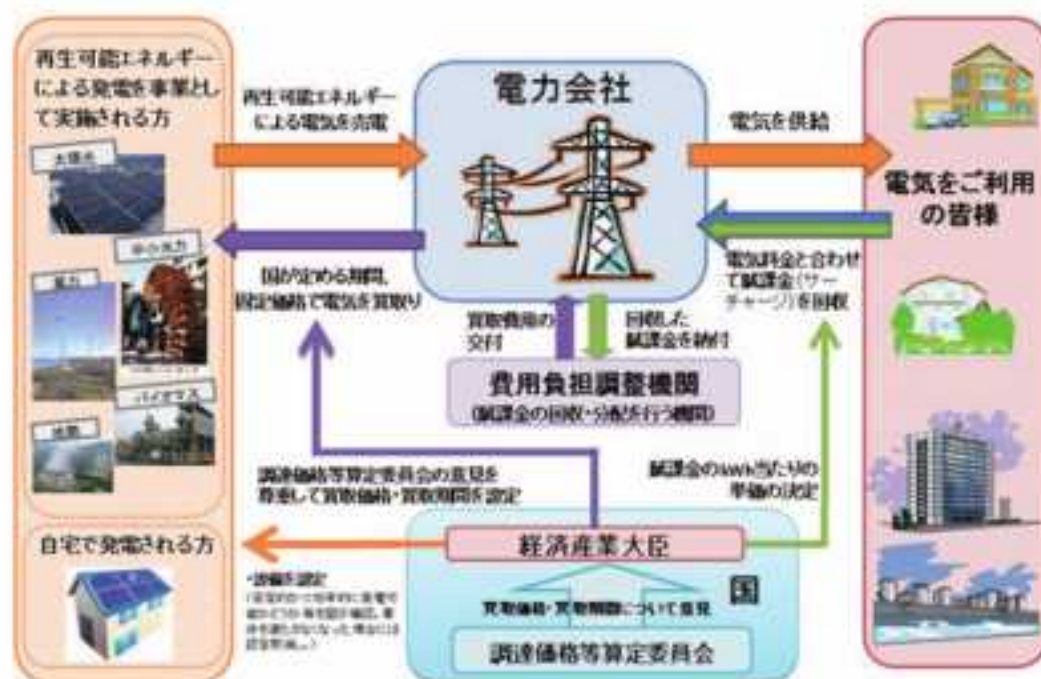 再生可能エネルギー
による発電を事業とし
て実施される方
太陽光
中小水力
風力
バイオマス
地熱
自宅で発電される方
再生可能エネルギー
による電気を売電
国が定める期間、
固定価格で電気を買取り
電力会社
電気を供給
電気料金と合わせ
て賦課金(サー
チャージ)を回収
電気をご利用
の皆様
買取費用の
交付
回収した
賦課金を納付
費用負担調整機関
(賦課金の回収・分配を行う機関)
調達価格等算定委員会の意見を
尊重して買取価格・買取期間を設定
賦課金のkWh当たりの
単価の決定
経済産業大臣
国
・設備を認定
買取価格・買取期間について意見
調達価格等算定委員会